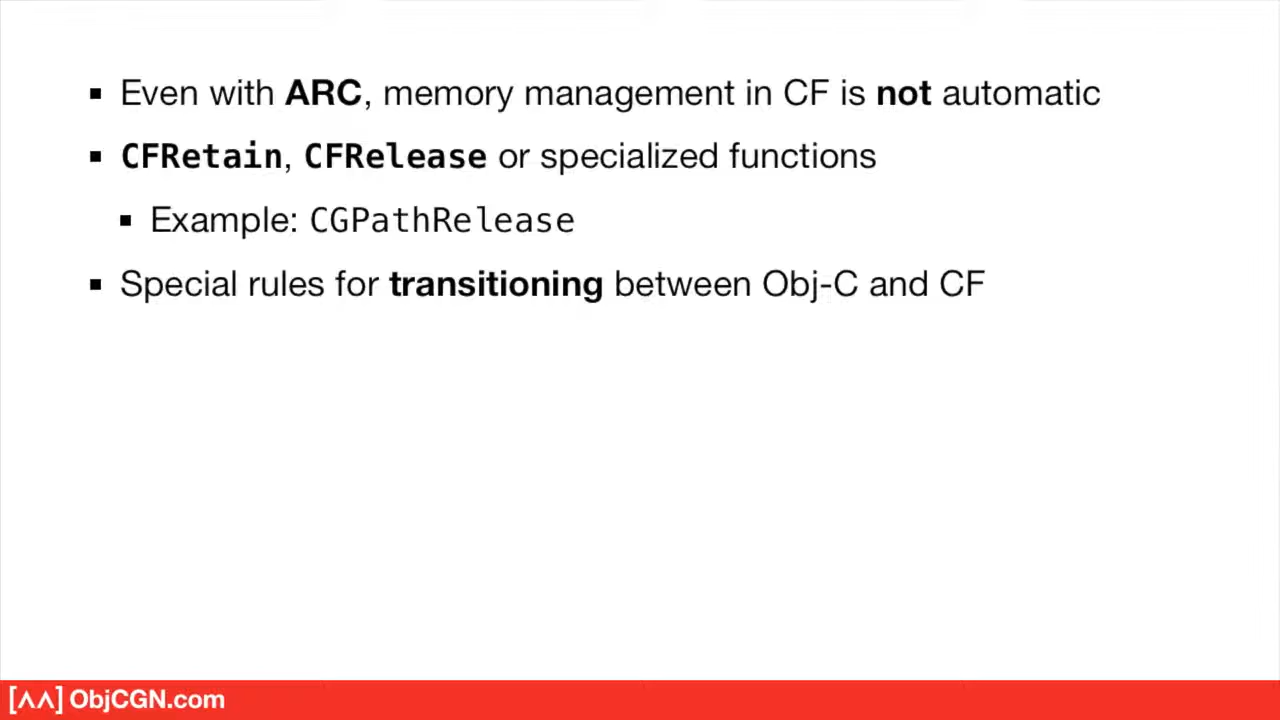 Even with ARC, memory management in CF is not automatic
CFRetain, CFRelease or specialized functions
Example: CGPathRelease
Special rules for transitioning between Obj-C and CF
[ʌʌ] ObjCGN.com